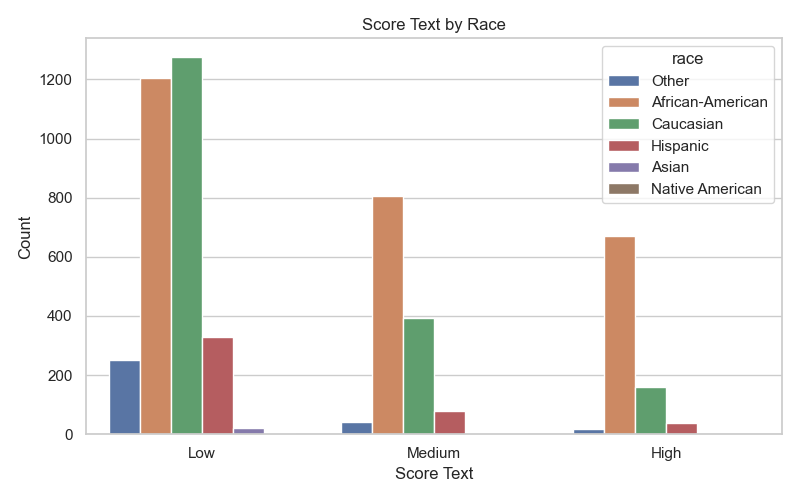 Score Text by Race
race
Other
African-American
Caucasian
Hispanic
Asian
Native American
Count
1200
1000
800
600
400
200
0
Low
Medium
High
Score Text